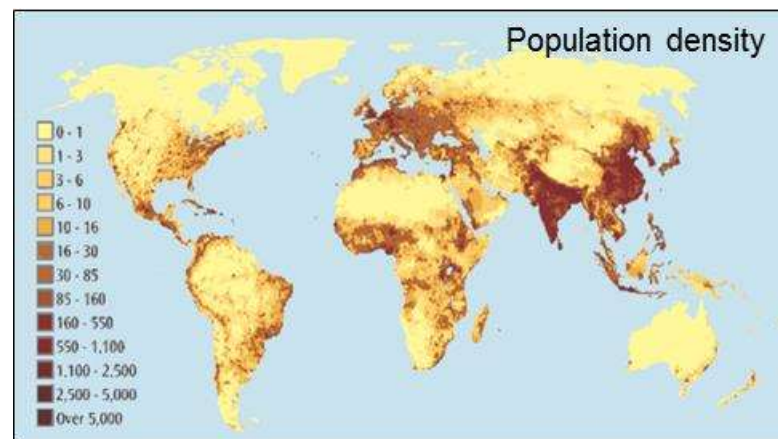 Population density
0 - 1
1 - 3
3 - 6
6 - 10
10 - 16
16 - 30
30 - 85
85 - 160
160 - 550
550 - 1,100
1,100 - 2,500
2,500 - 5,000
Over 5,000